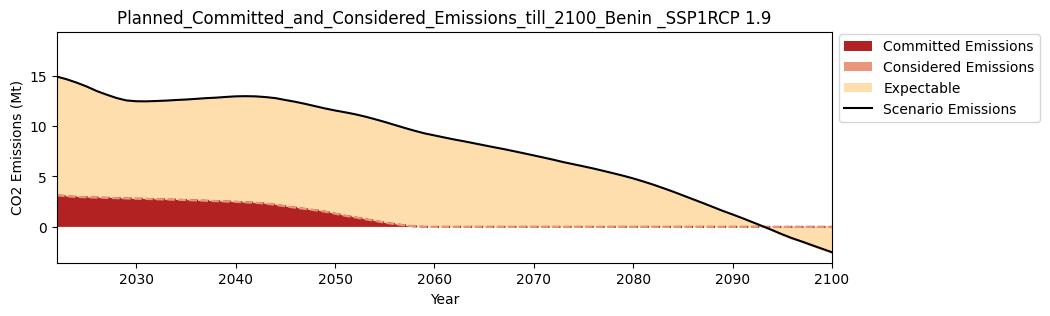 Planned_Committed_and_Considered_Emissions_till_2100_Benin _SSP1RCP 1.9
Committed Emissions
Considered Emissions
Expectable
Scenario Emissions
CO2 Emissions (Mt)
15
10
5
0
2030 2040 2050 2060 2070 2080 2090 2100
Year